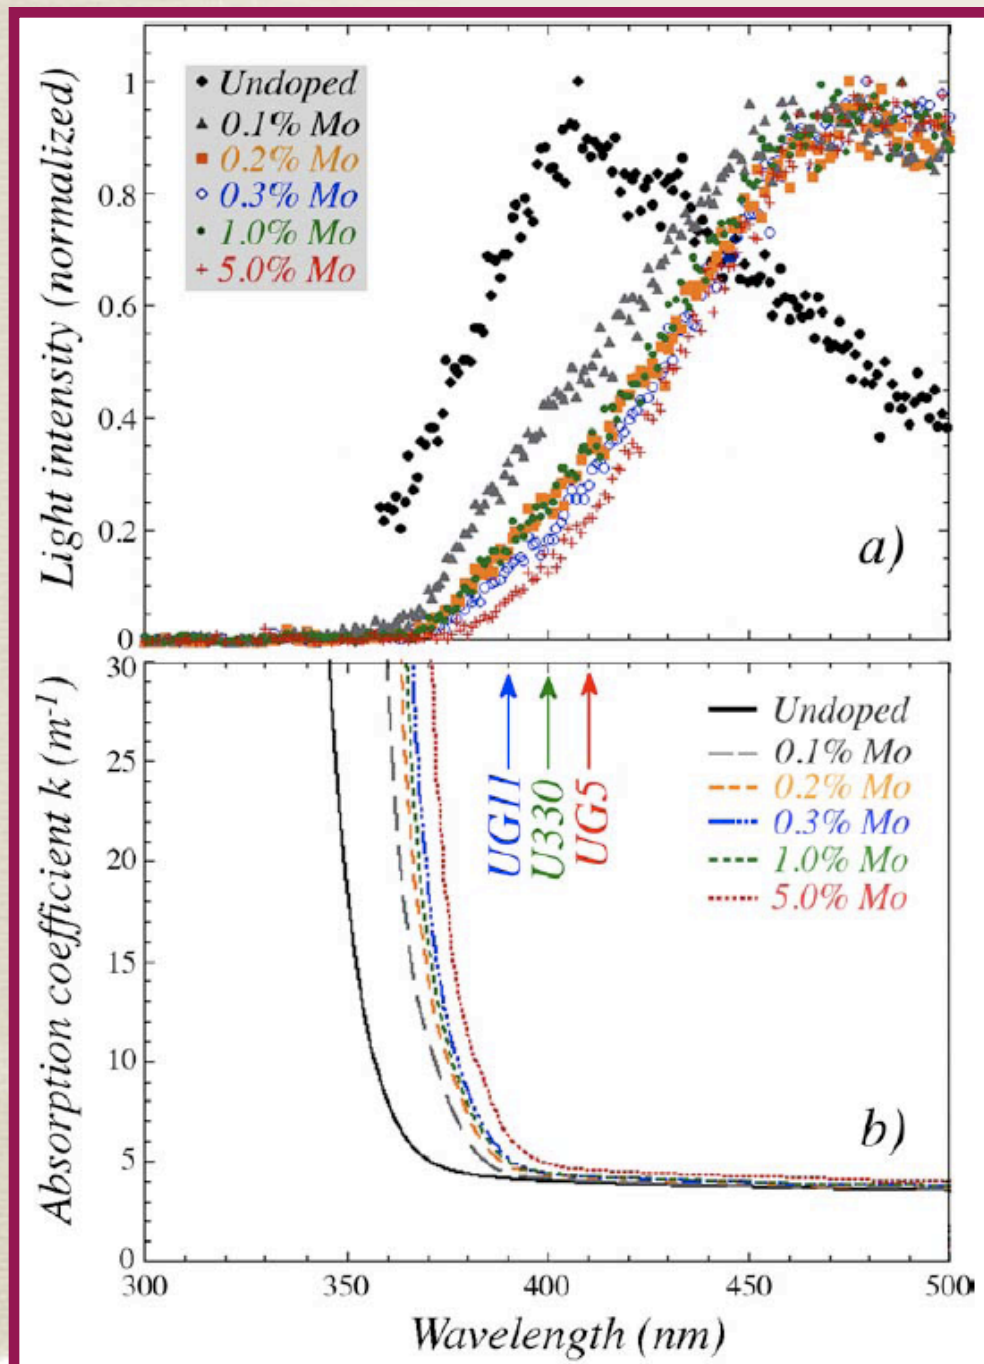 Light intensity (normalized)
1
0.8
0.6
0.4
0.2
0
Undoped
0.1% Mo
0.2% Mo
0.3% Mo
1.0% Mo
5.0% Mo
a)
Absorption coefficient k (m⁻¹)
30
25
20
15
10
5
0
UG11
U330
UG5
Undoped
0.1% Mo
0.2% Mo
0.3% Mo
1.0% Mo
5.0% Mo
b)
300 350 400 450 500
Wavelength (nm)